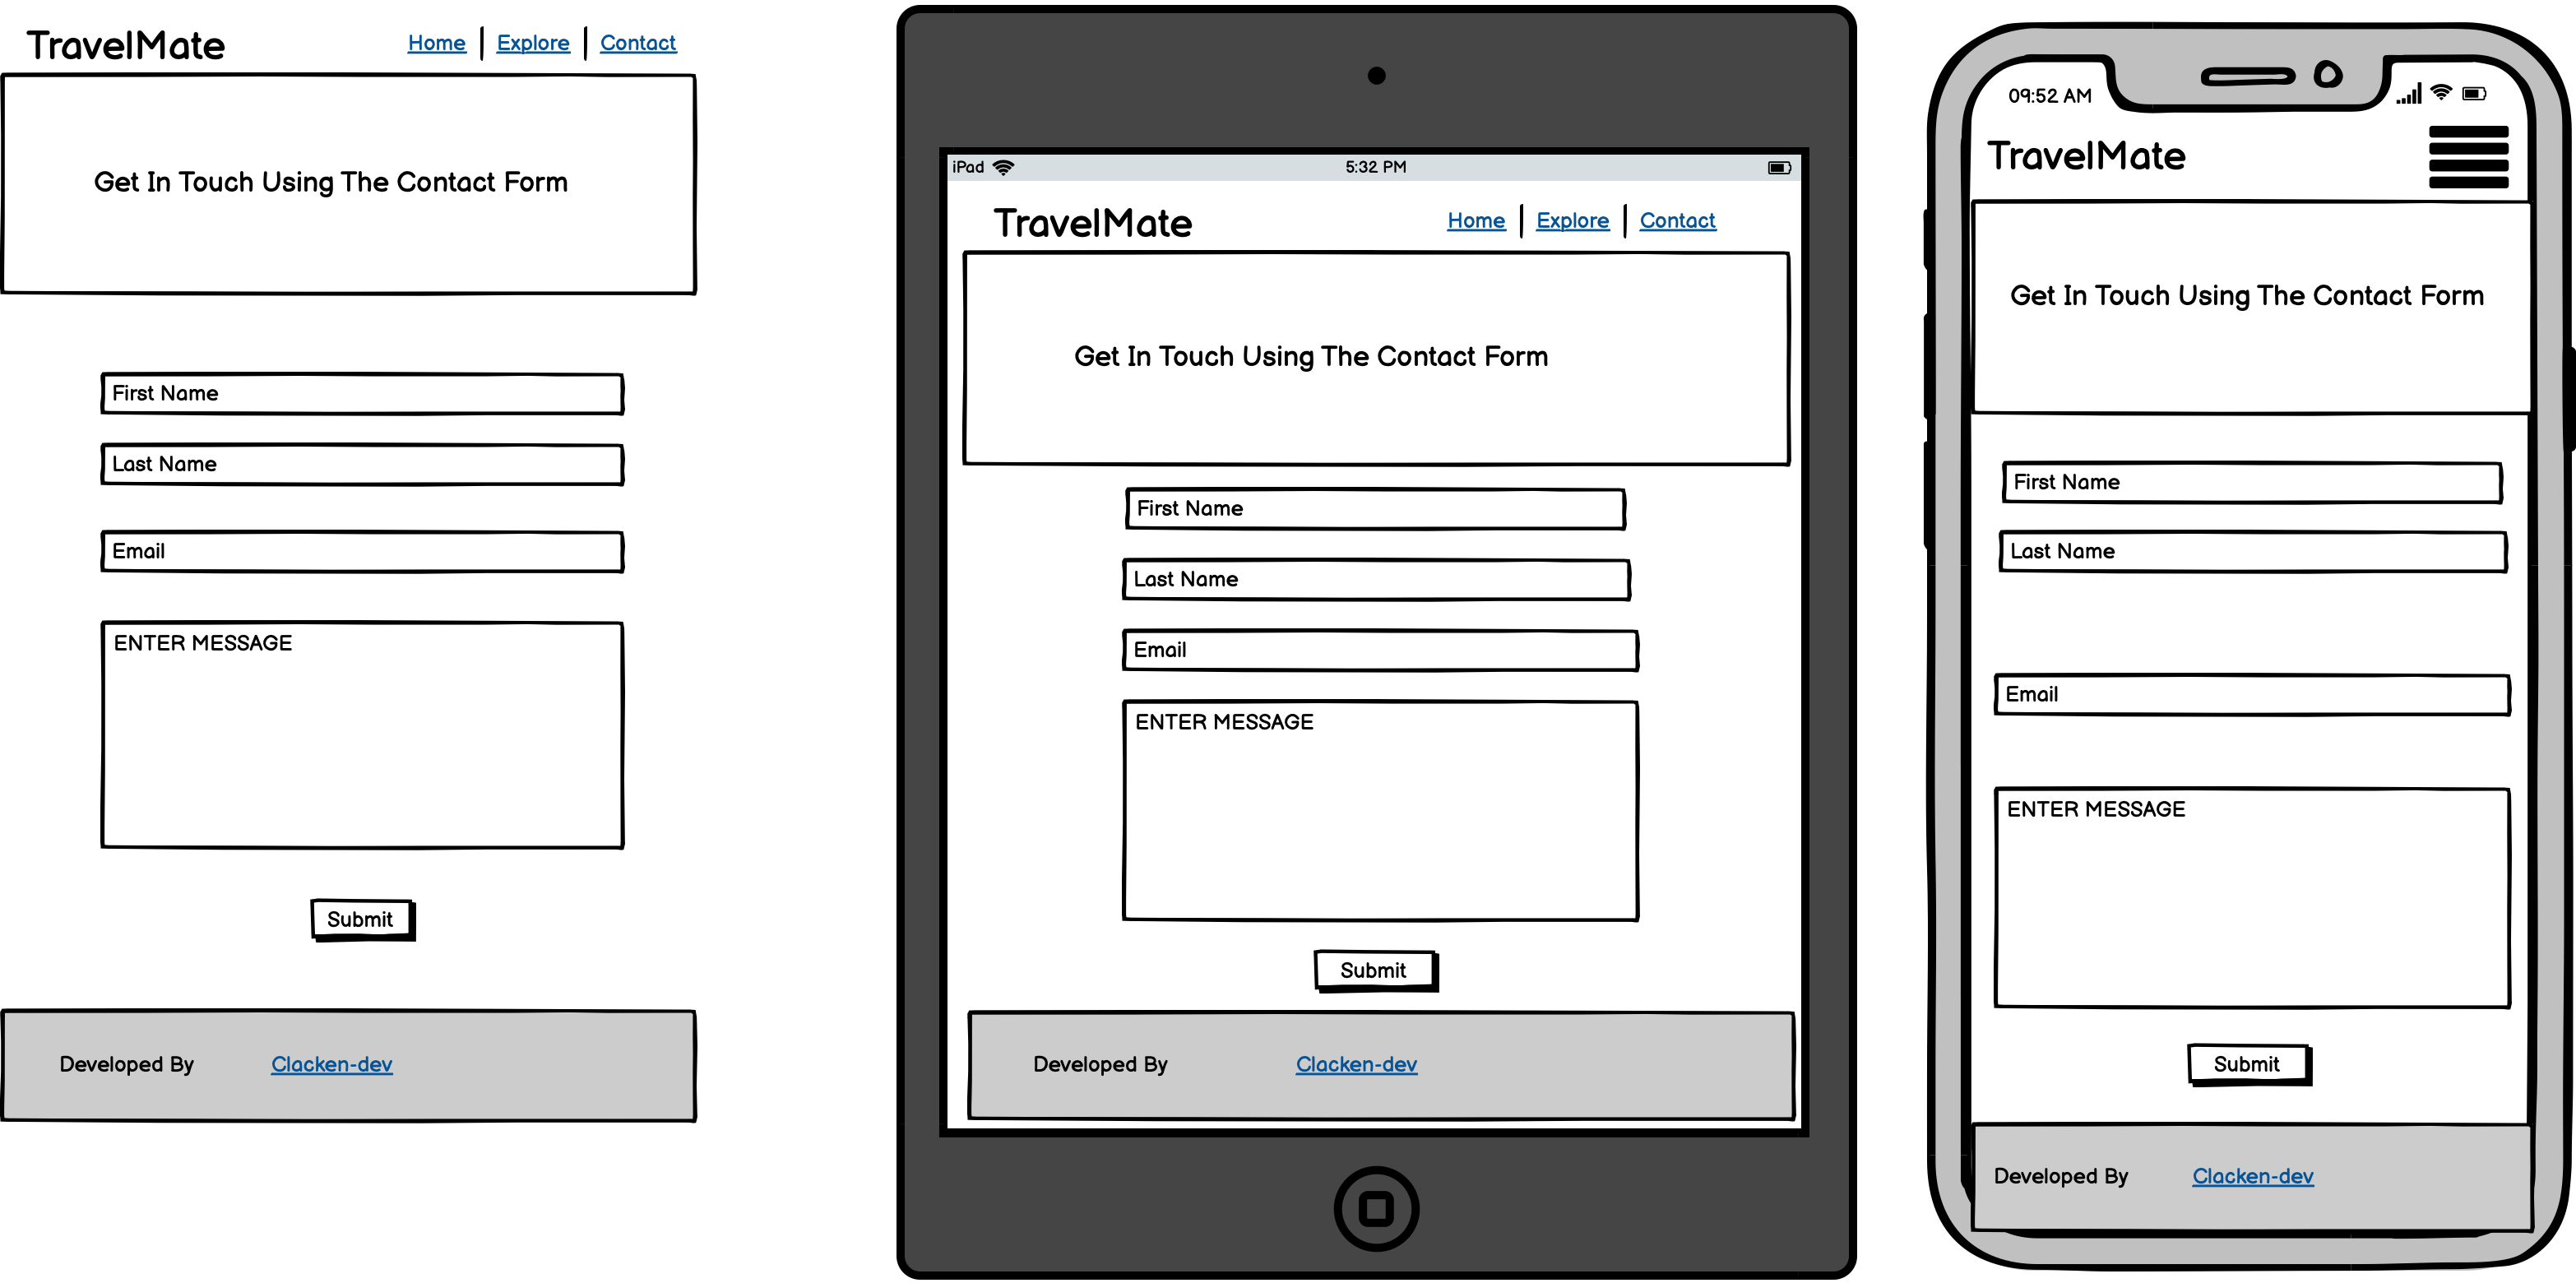 TravelMate
Home | Explore | Contact
Get In Touch Using The Contact Form
First Name
Last Name
Email
ENTER MESSAGE
Submit
Developed By Clacken-dev
iPad 5:32 PM
TravelMate
Home | Explore | Contact
Get In Touch Using The Contact Form
First Name
Last Name
Email
ENTER MESSAGE
Submit
Developed By Clacken-dev
09:52 AM
TravelMate
Get In Touch Using The Contact Form
First Name
Last Name
Email
ENTER MESSAGE
Submit
Developed By Clacken-dev